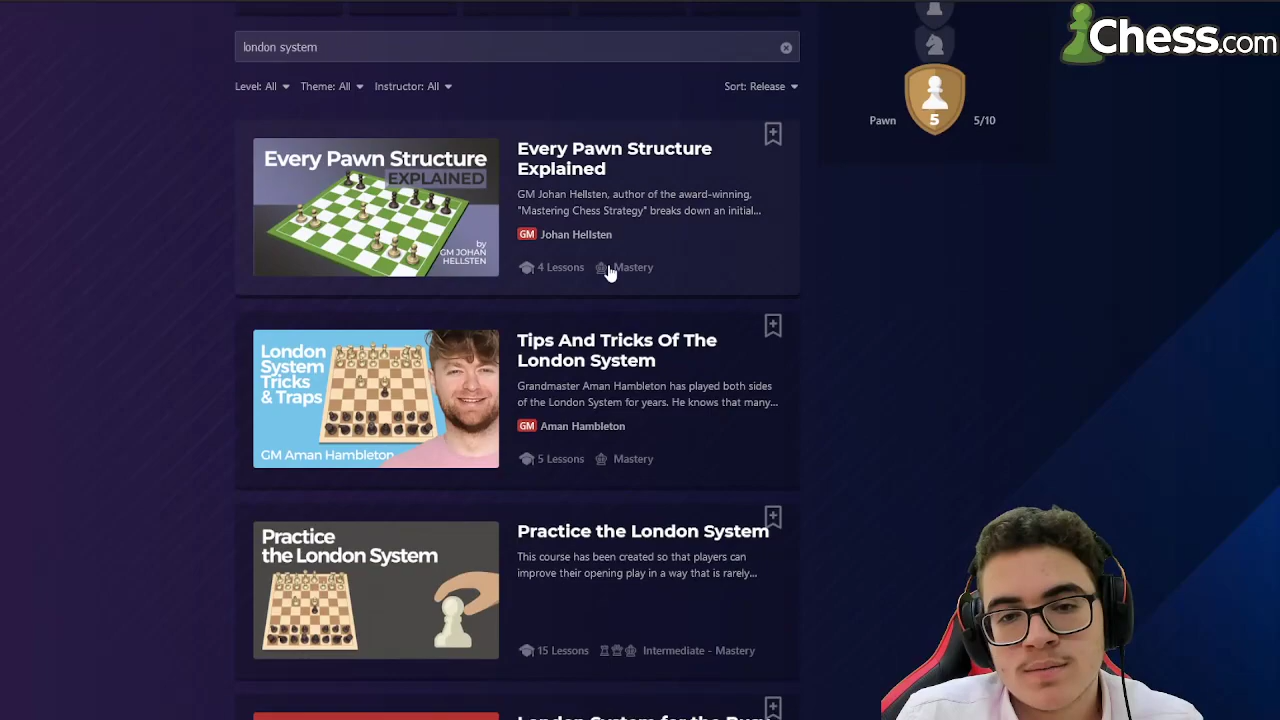 Chess.com
london system
Level: All Theme: All Instructor: All Sort: Release
Pawn 5 5/10
Every Pawn Structure
EXPLAINED
by
GM JOHAN
HELLSTEN
Every Pawn Structure
Explained
GM Johan Hellsten, author of the award-winning,
"Mastering Chess Strategy" breaks down an initial...
GM Johan Hellsten
4 Lessons Mastery
London
System
Tricks
& Traps
GM Aman Hambleton
Tips And Tricks Of The
London System
Grandmaster Aman Hambleton has played both sides
of the London System for years. He knows that many...
GM Aman Hambleton
5 Lessons Mastery
Practice
the London System
Practice the London System
This course has been created so that players can
improve their opening play in a way that is rarely...
15 Lessons Intermediate - Mastery